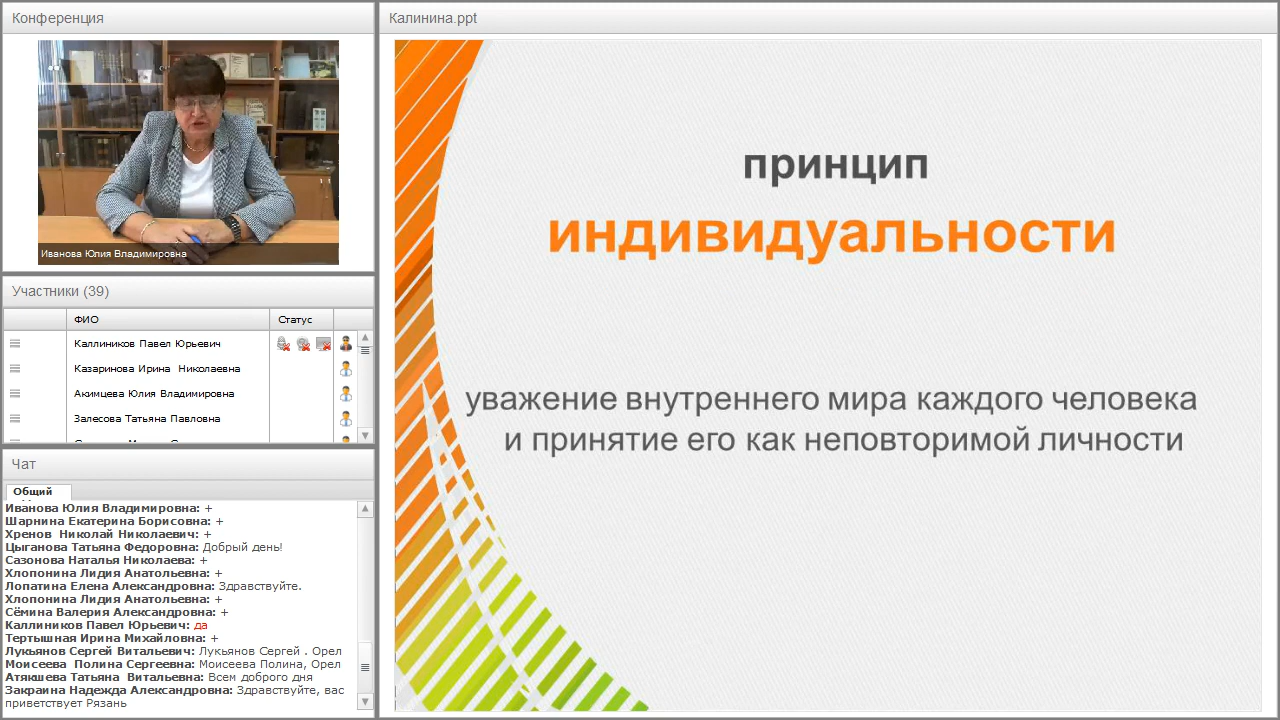 Конференция
Иванова Юлия Владимировна
Участники (39)
ФИО Статус
Каллиников Павел Юрьевич
Казаринова Ирина Николаевна
Акимцева Юлия Владимировна
Залесова Татьяна Павловна
Чат
Общий
Иванова Юлия Владимировна: +
Шарнина Екатерина Борисовна: +
Хренов Николай Николаевич: +
Цыганова Татьяна Федоровна: Добрый день!
Сазонова Наталья Николаева: +
Хлопонина Лидия Анатольевна: +
Лопатина Елена Александровна: Здравствуйте.
Хлопонина Лидия Анатольевна: +
Сёмина Валерия Александровна: +
Каллиников Павел Юрьевич: да
Тертышная Ирина Михайловна: +
Лукьянов Сергей Витальевич: Лукьянов Сергей . Орел
Моисеева Полина Сергеевна: Моисеева Полина, Орел
Атякшева Татьяна Витальевна: Всем доброго дня
Закраина Надежда Александровна: Здравствуйте, вас
приветствует Рязань
Калинина.ppt
принцип
индивидуальности
уважение внутреннего мира каждого человека
и принятие его как неповторимой личности